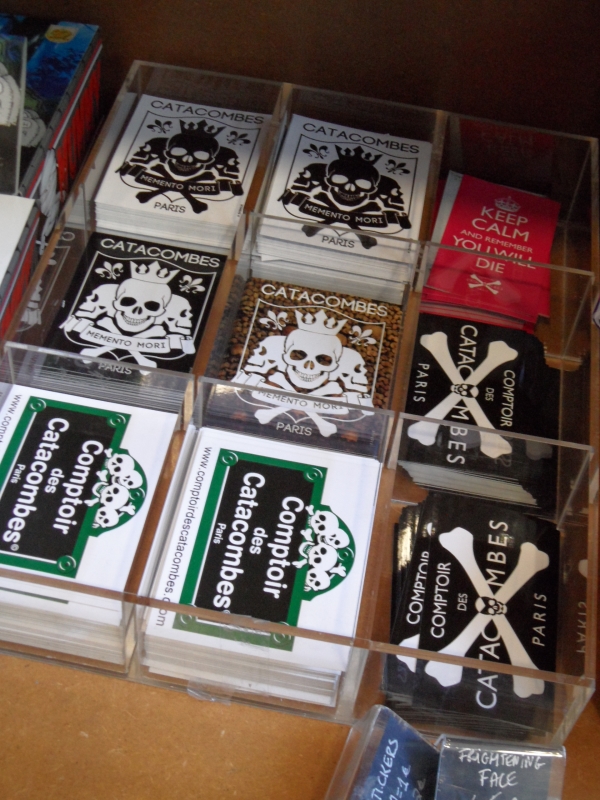 CATACOMBES
MEMENTO MORI
PARIS
CATACOMBES
MEMENTO MORI
PARIS
KEEP
CALM
AND REMEMBER
YOU WILL
DIE
CATACOMBES
MEMENTO MORI
PARIS
CATACOMBES
MEMENTO MORI
PARIS
COMPTOIR
DES
CATACOMBES
PARIS
Comptoir
des
Catacombes
Paris
Comptoir
des
Catacombes
Paris
www.comptoirdescatacombes.com
COMPTOIR
COMPTOIR
DES
CATACOMBES
PARIS
FRIGHTENING
FACE